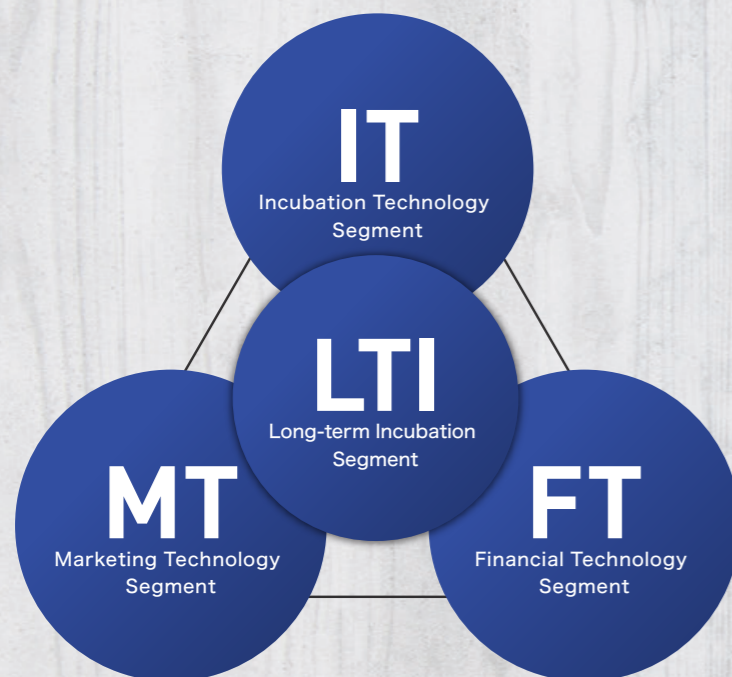 IT
Incubation Technology
Segment
LTI
Long-term Incubation
Segment
MT
Marketing Technology
Segment
FT
Financial Technology
Segment